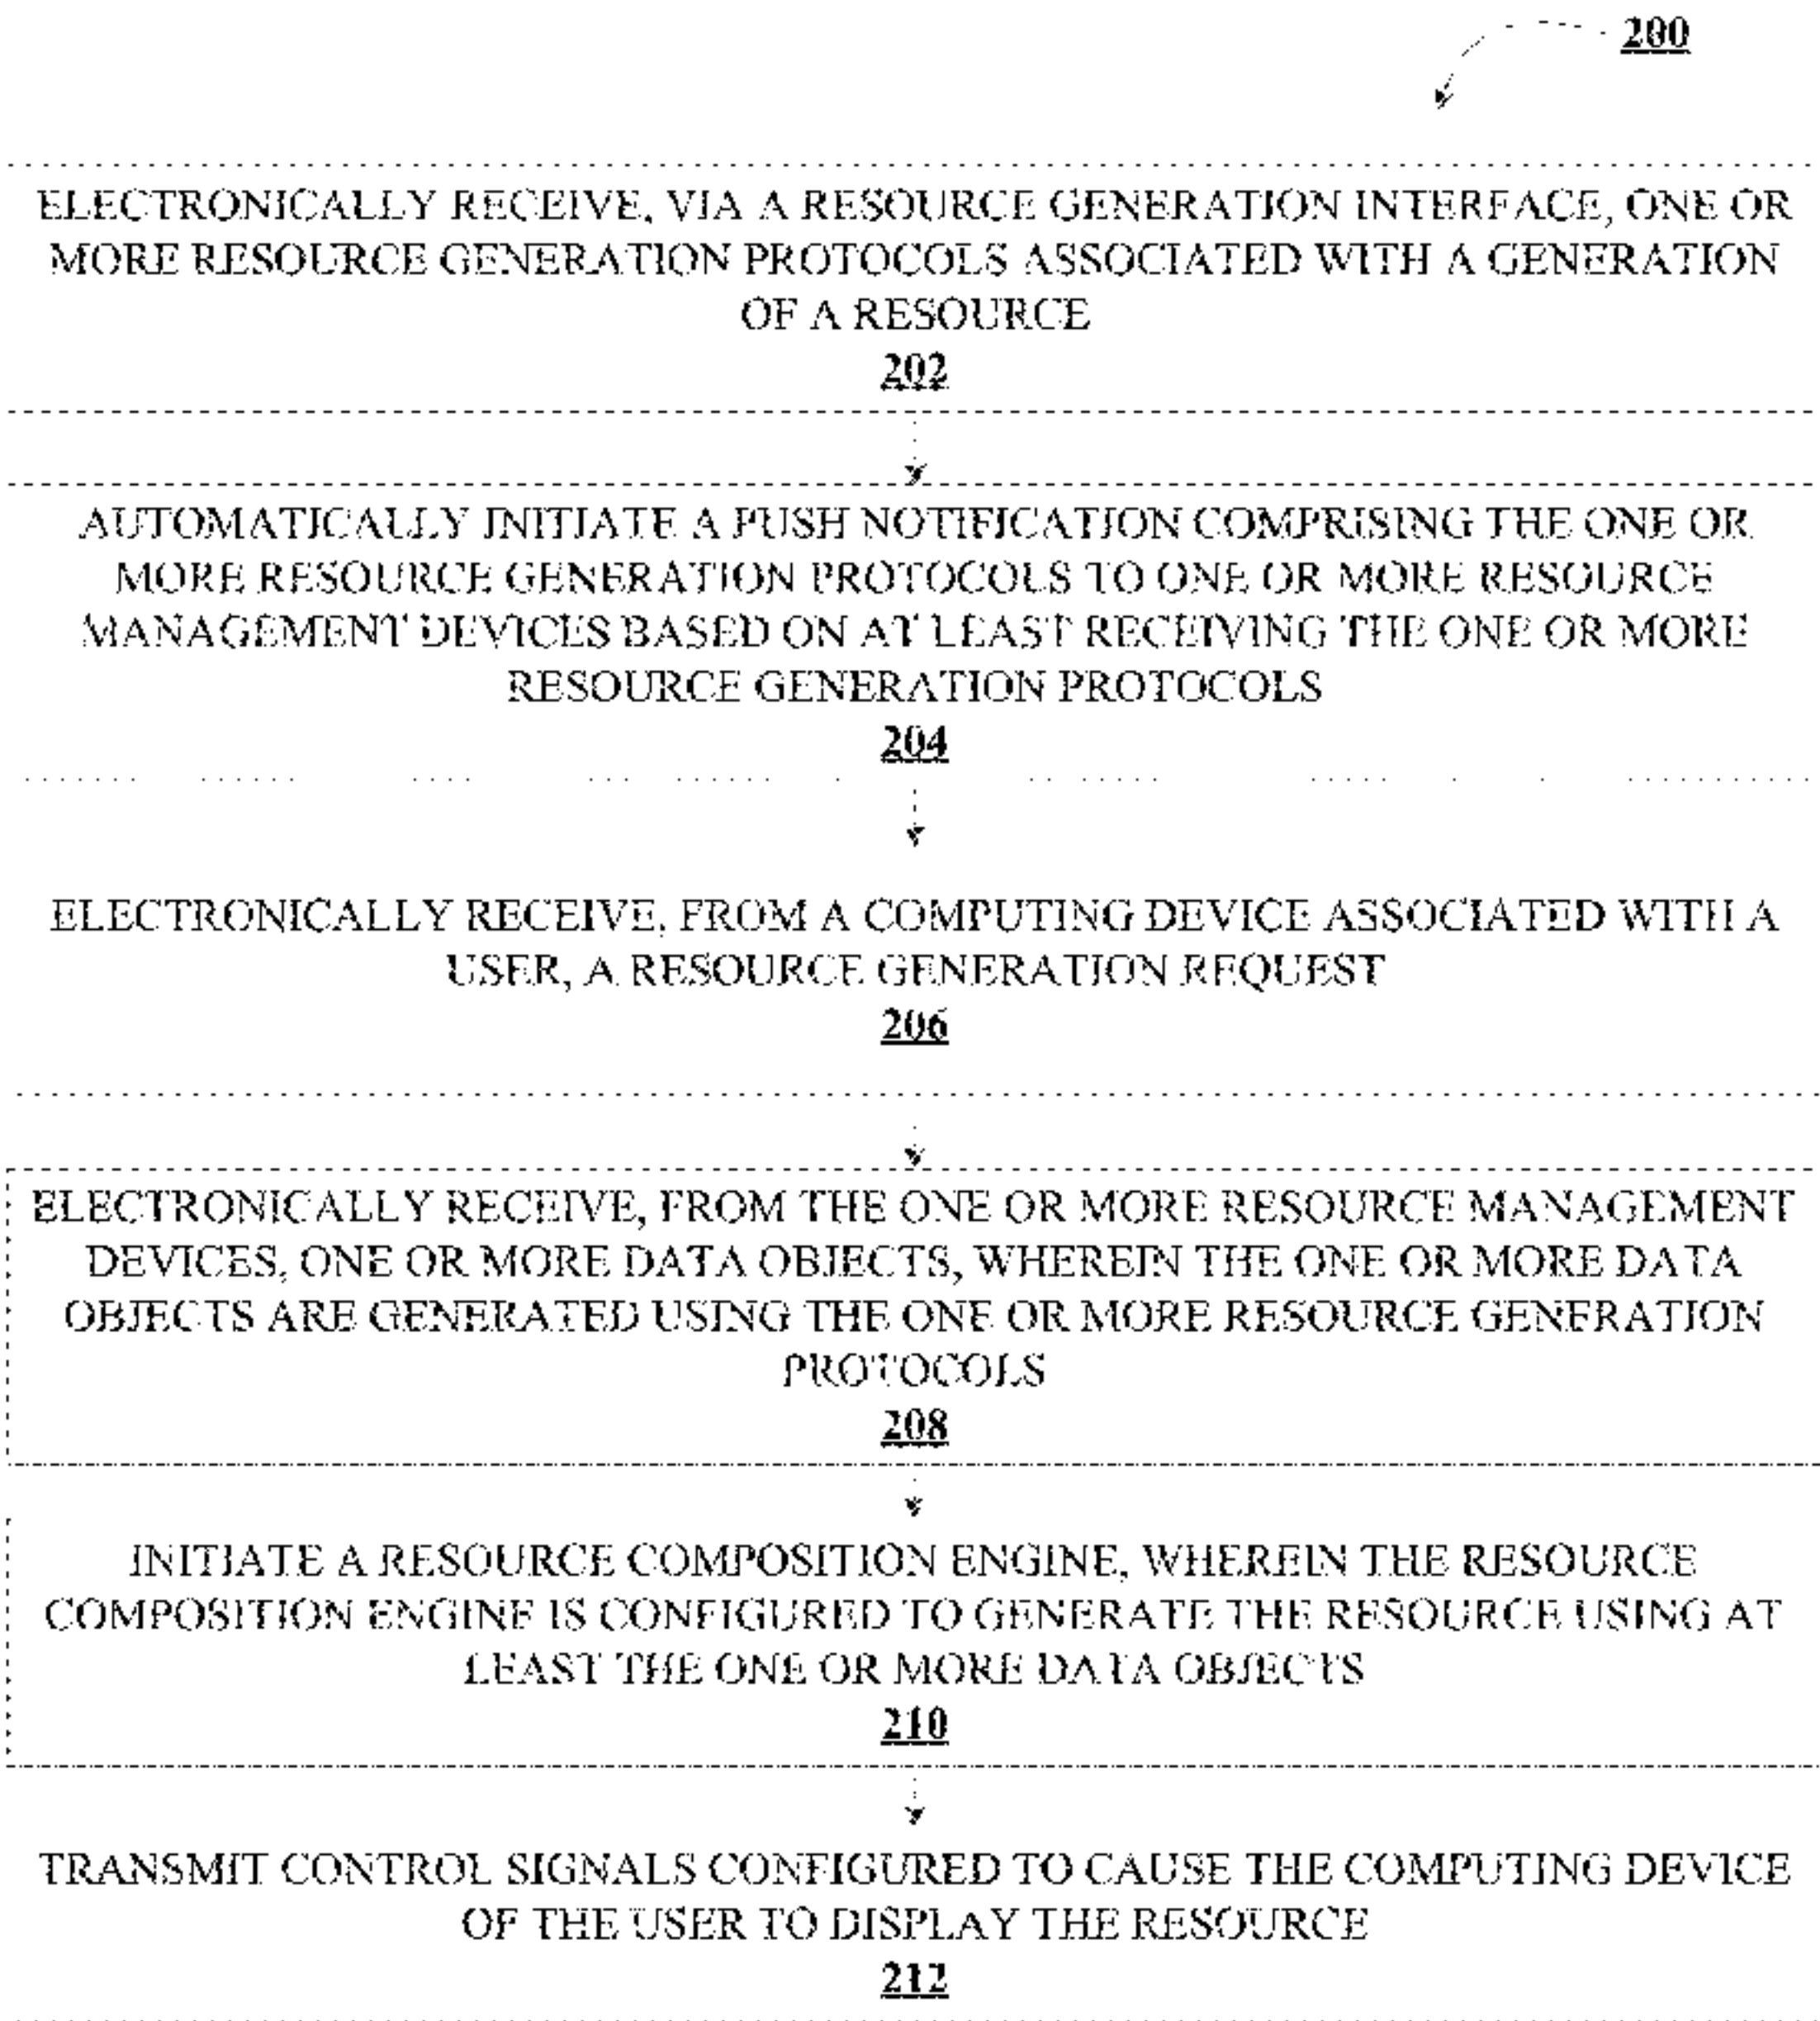 200
ELECTRONICALLY RECEIVE, VIA A RESOURCE GENERATION INTERFACE, ONE OR
MORE RESOURCE GENERATION PROTOCOLS ASSOCIATED WITH A GENERATION
OF A RESOURCE
202
AUTOMATICALLY INITIATE A PUSH NOTIFICATION COMPRISING THE ONE OR
MORE RESOURCE GENERATION PROTOCOLS TO ONE OR MORE RESOURCE
MANAGEMENT DEVICES BASED ON AT LEAST RECEIVING THE ONE OR MORE
RESOURCE GENERATION PROTOCOLS
204
ELECTRONICALLY RECEIVE, FROM A COMPUTING DEVICE ASSOCIATED WITH A
USER, A RESOURCE GENERATION REQUEST
206
ELECTRONICALLY RECEIVE, FROM THE ONE OR MORE RESOURCE MANAGEMENT
DEVICES, ONE OR MORE DATA OBJECTS, WHEREIN THE ONE OR MORE DATA
OBJECTS ARE GENERATED USING THE ONE OR MORE RESOURCE GENERATION
PROTOCOLS
208
INITIATE A RESOURCE COMPOSITION ENGINE, WHEREIN THE RESOURCE
COMPOSITION ENGINE IS CONFIGURED TO GENERATE THE RESOURCE USING AT
LEAST THE ONE OR MORE DATA OBJECTS
210
TRANSMIT CONTROL SIGNALS CONFIGURED TO CAUSE THE COMPUTING DEVICE
OF THE USER TO DISPLAY THE RESOURCE
212